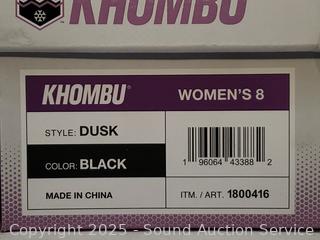 KHOMBU
KHOMBU® WOMEN'S 8
STYLE: DUSK
COLOR: BLACK
1 96064 43388 2
MADE IN CHINA
ITM. / ART. 1800416
Copyright 2025 - Sound Auction Service